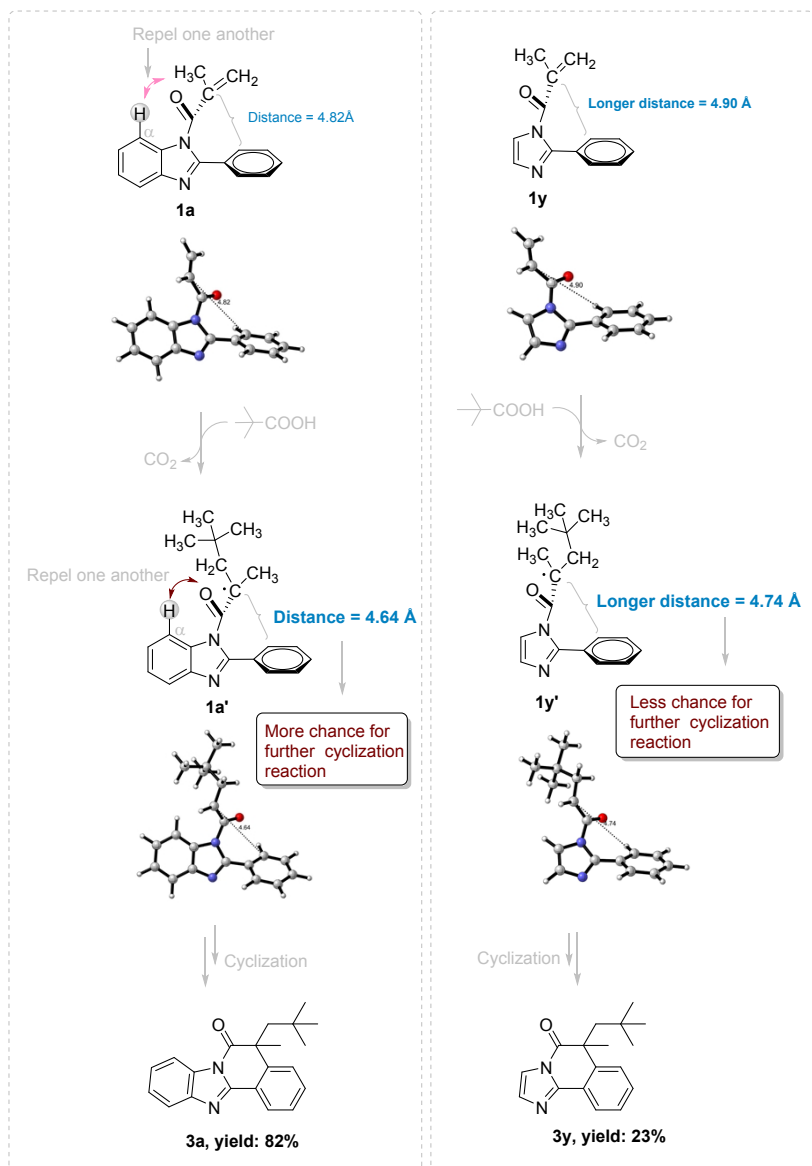 Repel one another
H3C
CH2
O
H
α
N
N
Distance = 4.82Å
1a
4.82
COOH
CO2
CH3
H3C
CH3
H2C
CH3
Repel one another
O
H
α
N
N
Distance = 4.64 Å
1a'
More chance for
further cyclization
reaction
4.64
Cyclization
O
N
N
3a, yield: 82%
H3C
CH2
O
Longer distance = 4.90 Å
N
N
1y
4.90
COOH
CO2
CH3
H3C
CH3
H3C
CH2
O
Longer distance = 4.74 Å
N
N
1y'
Less chance for
further cyclization
reaction
4.74
Cyclization
O
N
N
3y, yield: 23%